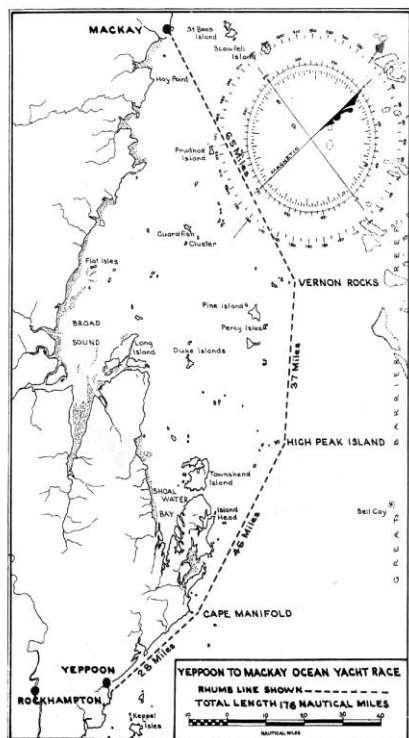 MACKAY
St Bees
Island
Scawfell
Island
Hay Point
65 Miles
Prudhoe
Island
MAGNETIC
Guardfish
Cluster
Flat Isles
VERNON ROCKS
BROAD
SOUND
Pine Island
Percy Isles
Long
Island
Duke Islands
37 Miles
GREAT
BARRIER
REEF
HIGH PEAK ISLAND
Townshend
Island
SHOAL
WATER
BAY
Island
Head
Bell Cay
46 Miles
CAPE MANIFOLD
28 Miles
YEPPOON
ROCKHAMPTON
Keppel
Isles
YEPPOON TO MACKAY OCEAN YACHT RACE
RHUMB LINE SHOWN
TOTAL LENGTH 176 NAUTICAL MILES
10 0 10 20 30 40
NAUTICAL MILES